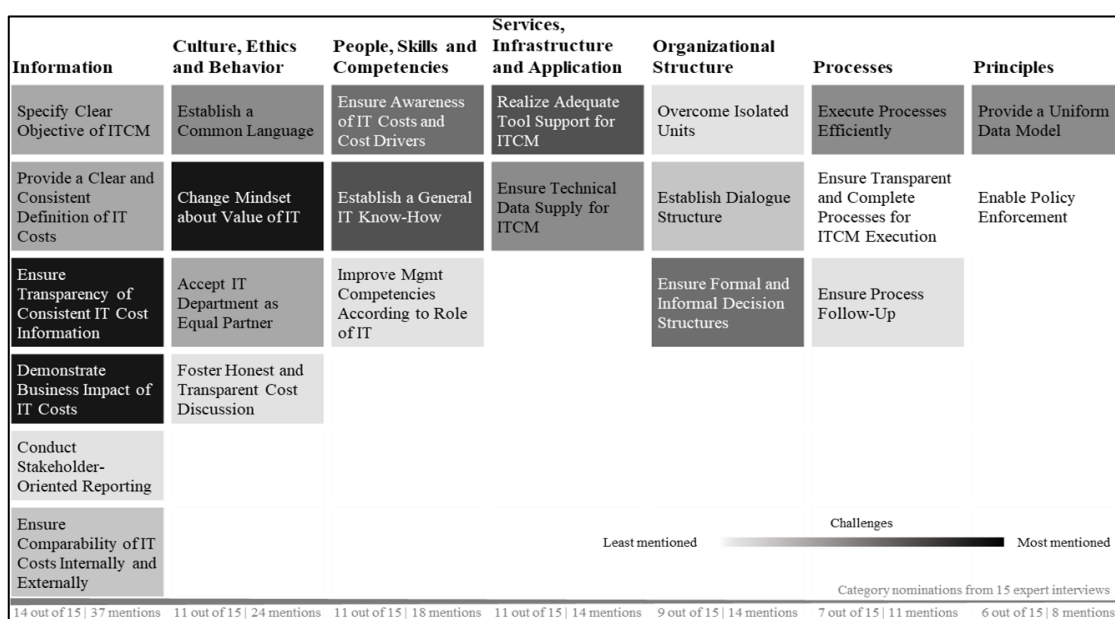 Information
Culture, Ethics
and Behavior
People, Skills and
Competencies
Services,
Infrastructure
and Application
Organizational
Structure
Processes
Principles
Specify Clear
Objective of ITCM
Provide a Clear and
Consistent
Definition of IT
Costs
Ensure
Transparency of
Consistent IT Cost
Information
Demonstrate
Business Impact of
IT Costs
Conduct
Stakeholder-
Oriented Reporting
Ensure
Comparability of IT
Costs Internally and
Externally
14 out of 15 | 37 mentions
Establish a
Common Language
Change Mindset
about Value of IT
Accept IT
Department as
Equal Partner
Foster Honest and
Transparent Cost
Discussion
11 out of 15 | 24 mentions
Ensure Awareness
of IT Costs and
Cost Drivers
Establish a General
IT Know-How
Improve Mgmt
Competencies
According to Role
of IT
11 out of 15 | 18 mentions
Realize Adequate
Tool Support for
ITCM
Ensure Technical
Data Supply for
ITCM
11 out of 15 | 14 mentions
Overcome Isolated
Units
Establish Dialogue
Structure
Ensure Formal and
Informal Decision
Structures
9 out of 15 | 14 mentions
Execute Processes
Efficiently
Ensure Transparent
and Complete
Processes for
ITCM Execution
Ensure Process
Follow-Up
7 out of 15 | 11 mentions
Provide a Uniform
Data Model
Enable Policy
Enforcement
6 out of 15 | 8 mentions
Challenges
Least mentioned
Most mentioned
Category nominations from 15 expert interviews